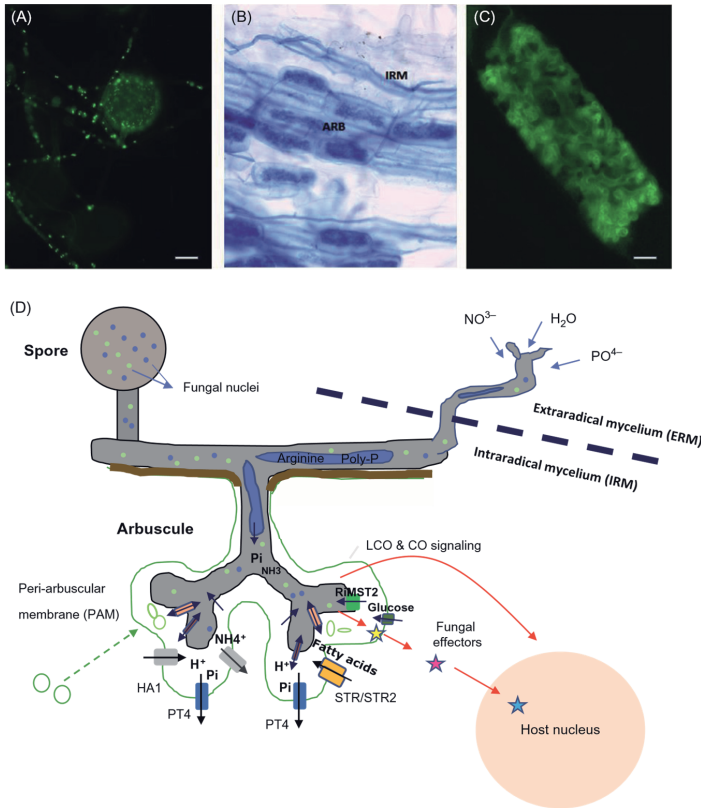 (A)
(B)
(C)
IRM
ARB
(D)
Spore
Fungal nuclei
NO³⁻
H₂O
PO⁴⁻
Extraradical mycelium (ERM)
Intraradical mycelium (IRM)
Arginine Poly-P
Arbuscule
Pi
NH3
LCO & CO signaling
RiMST2
Glucose
Peri-arbuscular
membrane (PAM)
NH4⁺
Fatty acids
Fungal
effectors
H⁺
Pi
HA1
PT4
H⁺
Pi
PT4
STR/STR2
Host nucleus